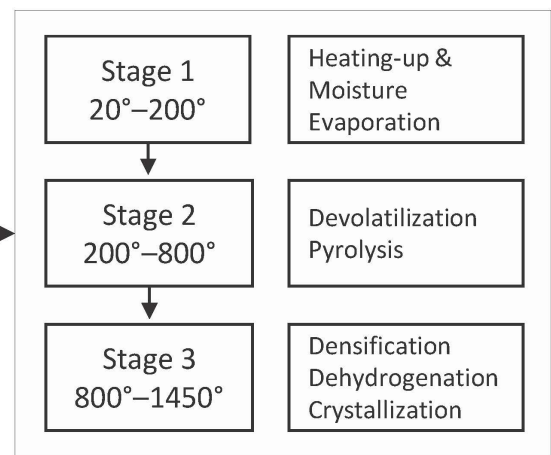 Stage 1
20°–200°
Heating-up &
Moisture
Evaporation
Stage 2
200°–800°
Devolatilization
Pyrolysis
Stage 3
800°–1450°
Densification
Dehydrogenation
Crystallization